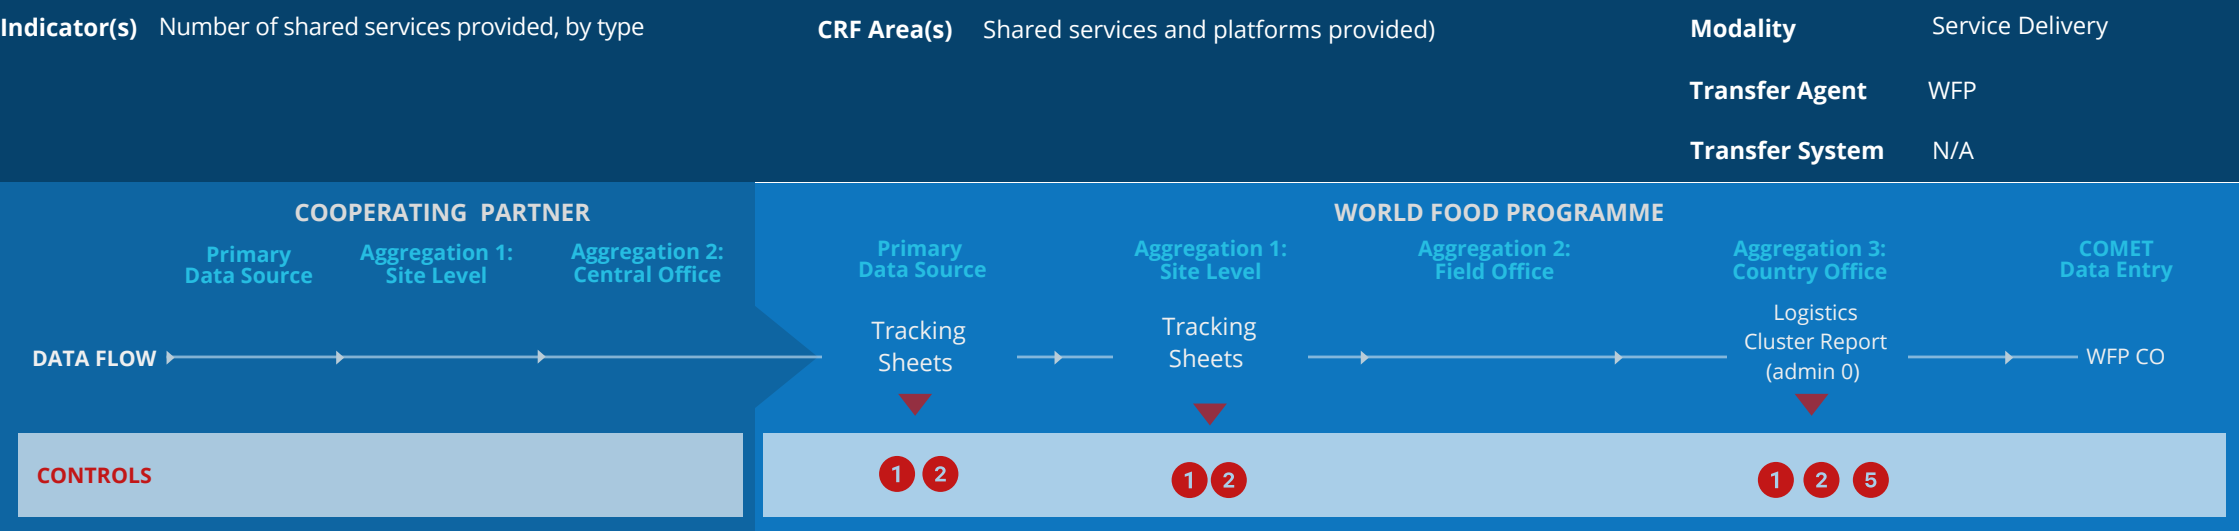 Indicator(s) Number of shared services provided, by type
CRF Area(s) Shared services and platforms provided)
Modality Service Delivery
Transfer Agent WFP
Transfer System N/A
COOPERATING PARTNER
Primary
Data Source
Aggregation 1:
Site Level
Aggregation 2:
Central Office
WORLD FOOD PROGRAMME
Primary
Data Source
Aggregation 1:
Site Level
Aggregation 2:
Field Office
Aggregation 3:
Country Office
COMET
Data Entry
DATA FLOW
Tracking
Sheets
Tracking
Sheets
Logistics
Cluster Report
(admin 0)
WFP CO
CONTROLS
1 2
1 2
1 2 5